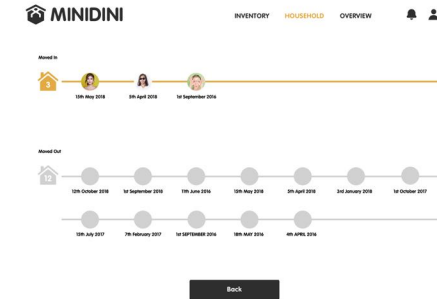 MINIDINI
INVENTORY HOUSEHOLD OVERVIEW
Moved In
3
15th May 2018 5th April 2018 1st September 2016
Moved Out
12
12th October 2018 1st September 2018 11th June 2016 13th May 2018 5th April 2018 3rd January 2018 1st October 2017
12th July 2017 7th February 2017 1st SEPTEMBER 2016 18th MAY 2016 4th APRIL 2016
Back